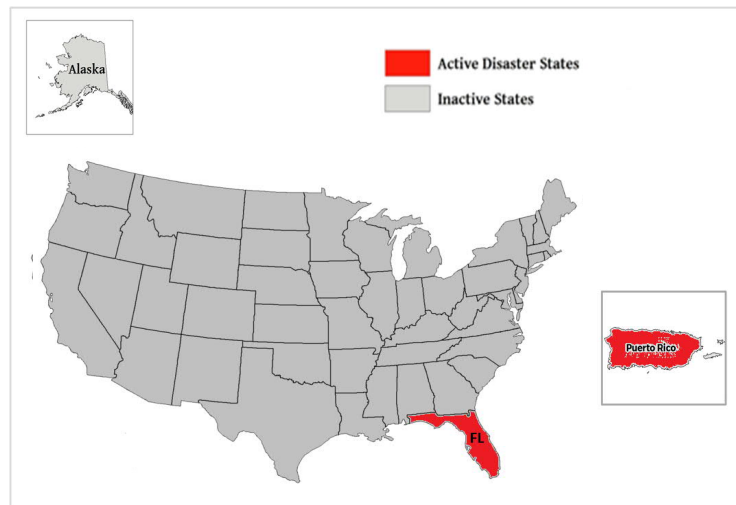 Alaska
Active Disaster States
Inactive States
Puerto Rico
FL